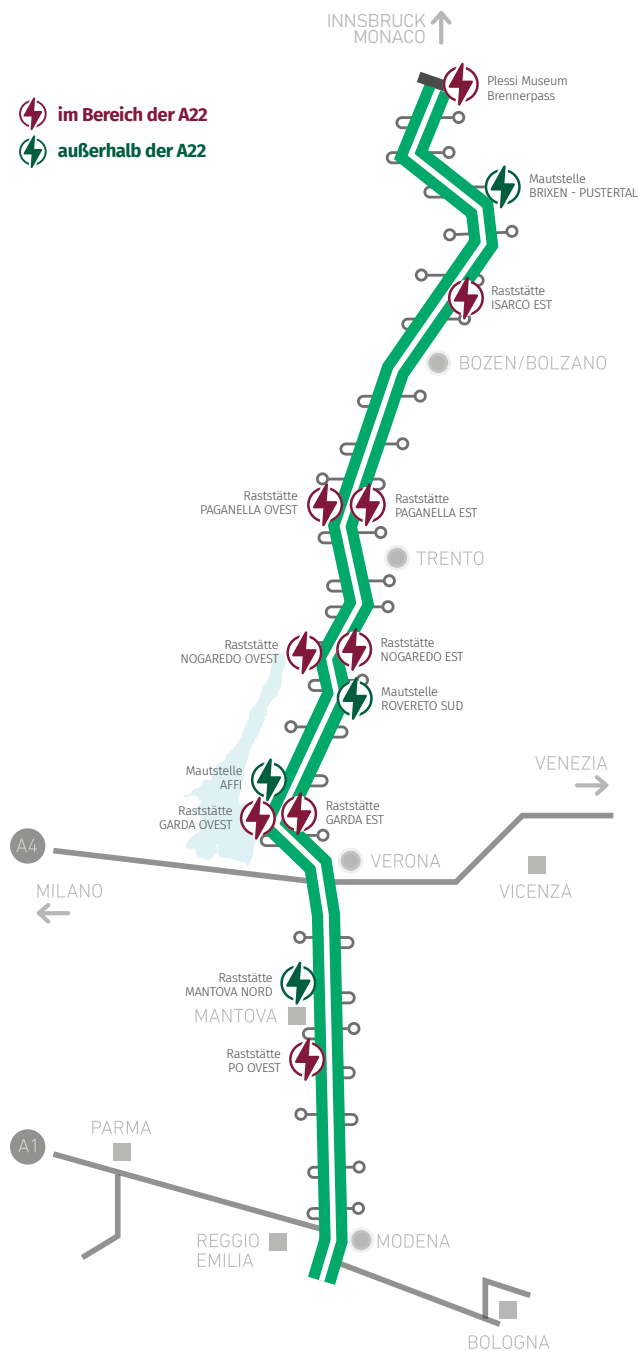 INNSBRUCK
MONACO
Plessi Museum
Brennerpass
im Bereich der A22
außerhalb der A22
Mautstelle
BRIXEN - PUSTERTAL
Raststätte
ISARCO EST
BOZEN/BOLZANO
Raststätte
PAGANELLA OVEST
Raststätte
PAGANELLA EST
TRENTO
Raststätte
NOGAREDO OVEST
Raststätte
NOGAREDO EST
Mautstelle
ROVERETO SUD
VENEZIA
Mautstelle
AFFI
Raststätte
GARDA OVEST
Raststätte
GARDA EST
A4
VERONA
MILANO
VICENZA
Raststätte
MANTOVA NORD
MANTOVA
Raststätte
PO OVEST
PARMA
A1
REGGIO
EMILIA
MODENA
BOLOGNA